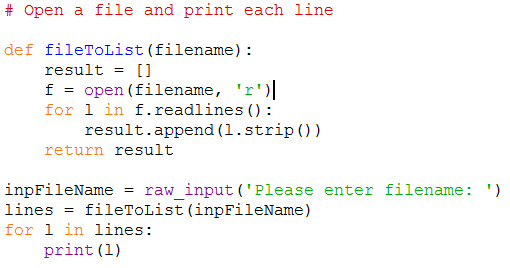 # Open a file and print each line

def fileToList(filename):
    result = []
    f = open(filename, 'r')
    for l in f.readlines():
        result.append(l.strip())
    return result

inpFileName = raw_input('Please enter filename: ')
lines = fileToList(inpFileName)
for l in lines:
    print(l)